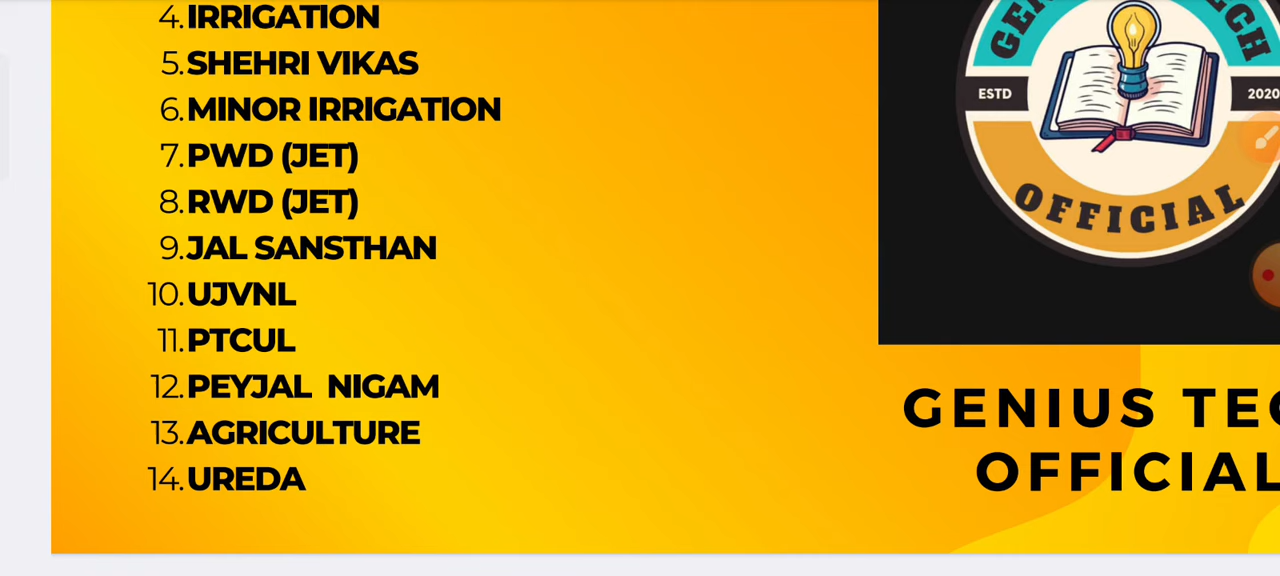 4. IRRIGATION
5. SHEHRI VIKAS
6. MINOR IRRIGATION
7. PWD (JET)
8. RWD (JET)
9. JAL SANSTHAN
10. UJVNL
11. PTCUL
12. PEYJAL NIGAM
13. AGRICULTURE
14. UREDA
ESTD
2020
OFFICIAL
GENIUS
OFFICIAL